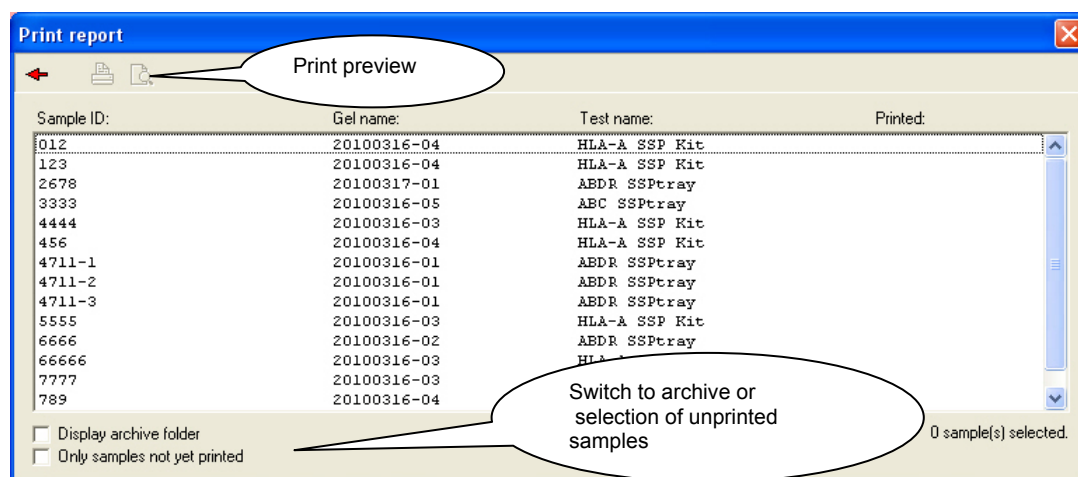 Print report
Print preview
Sample ID: Gel name: Test name: Printed:
012 20100316-04 HLA-A SSP Kit
123 20100316-04 HLA-A SSP Kit
2678 20100317-01 ABDR SSPtray
3333 20100316-05 ABC SSPtray
4444 20100316-03 HLA-A SSP Kit
456 20100316-04 HLA-A SSP Kit
4711-1 20100316-01 ABDR SSPtray
4711-2 20100316-01 ABDR SSPtray
4711-3 20100316-01 ABDR SSPtray
5555 20100316-03 HLA-A SSP Kit
6666 20100316-02 ABDR SSPtray
66666 20100316-03
7777 20100316-03
789 20100316-04
Switch to archive or
selection of unprinted
samples
Display archive folder
0 sample(s) selected.
Only samples not yet printed